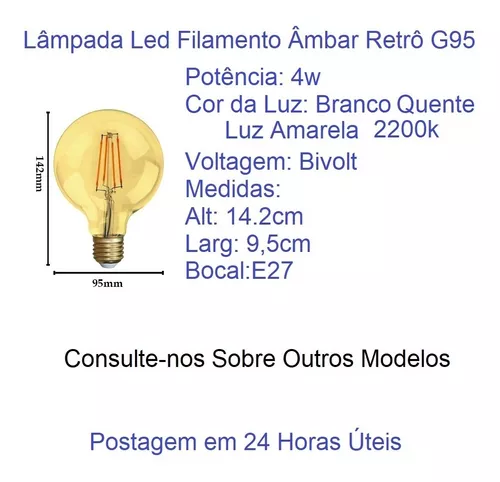 Lâmpada Led Filamento Âmbar Retrô G95
Potência: 4w
Cor da Luz: Branco Quente
Luz Amarela 2200k
Voltagem: Bivolt
Medidas:
Alt: 14.2cm
Larg: 9,5cm
Bocal:E27
142mm
95mm
Consulte-nos Sobre Outros Modelos
Postagem em 24 Horas Úteis